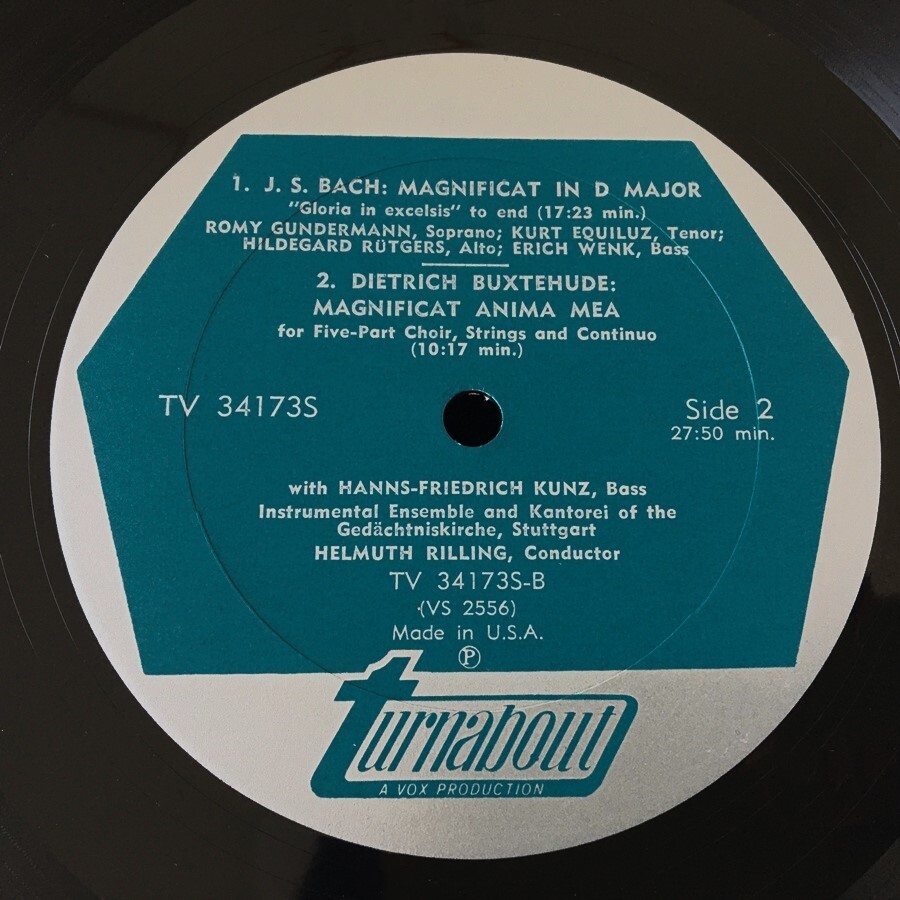 1. J. S. BACH: MAGNIFICAT IN D MAJOR
"Gloria in excelsis" to end (17:23 min.)
ROMY GUNDERMANN, Soprano; KURT EQUILUZ, Tenor;
HILDEGARD RÜTGERS, Alto; ERICH WENK, Bass
2. DIETRICH BUXTEHUDE:
MAGNIFICAT ANIMA MEA
for Five-Part Choir, Strings and Continuo
(10:17 min.)
TV 34173S
Side 2
27:50 min.
with HANNS-FRIEDRICH KUNZ, Bass
Instrumental Ensemble and Kantorei of the
Gedächtniskirche, Stuttgart
HELMUTH RILLING, Conductor
TV 34173S-B
(VS 2556)
Made in U.S.A.
℗
turnabout
A VOX PRODUCTION